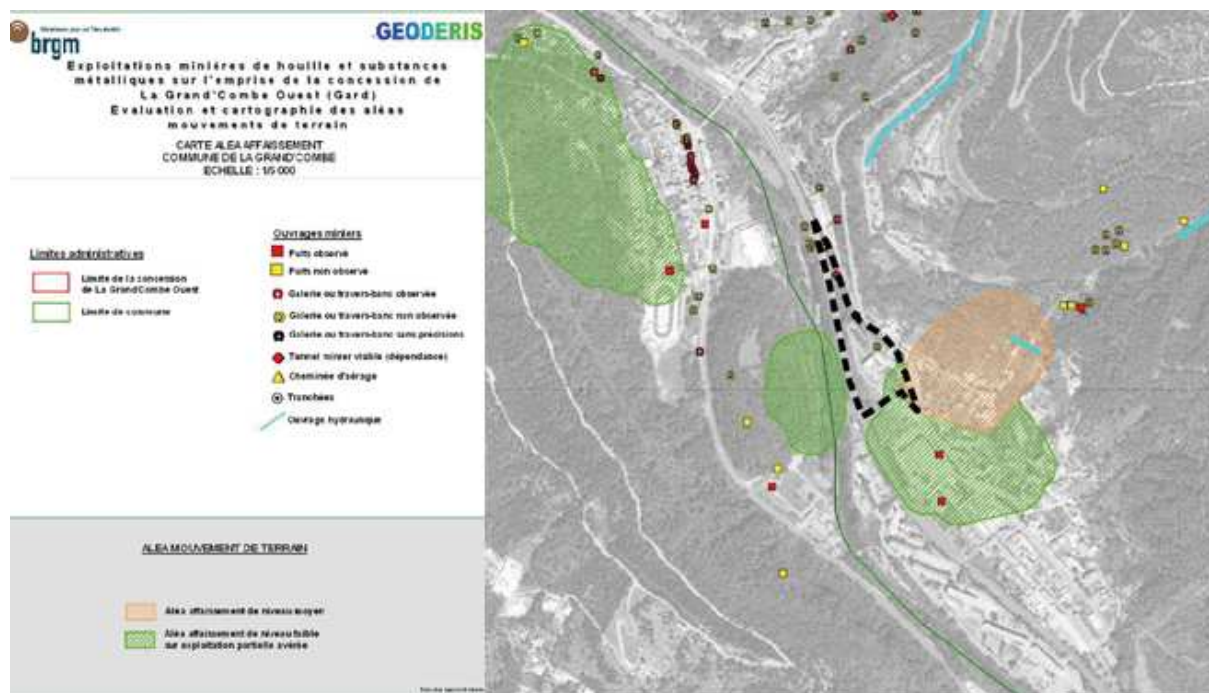 brgm
GEODERIS
Exploitations minières de houille et substances
métalliques sur l'emprise de la concession de
La Grand'Combe Ouest (Gard)
Evaluation et cartographie des aléas
mouvements de terrain
CARTE ALEA AFFAISSEMENT
COMMUNE DE LA GRAND'COMBE
ECHELLE : 1/5 000
Limites administratives
Limite de la concession
de La Grand'Combe Ouest
Limite de commune
Ouvrages miniers
Puits observé
Puits non observé
Galerie ou travers-banc observée
Galerie ou travers-banc non observée
Galerie ou travers-banc sans précisions
Tunnel minier visible (dépendance)
Cheminée d'aérage
Tranchées
Ouvrage hydraulique
ALEA MOUVEMENT DE TERRAIN
Aléa affaissement de niveau moyen
Aléa affaissement de niveau faible
sur exploitation partielle avérée